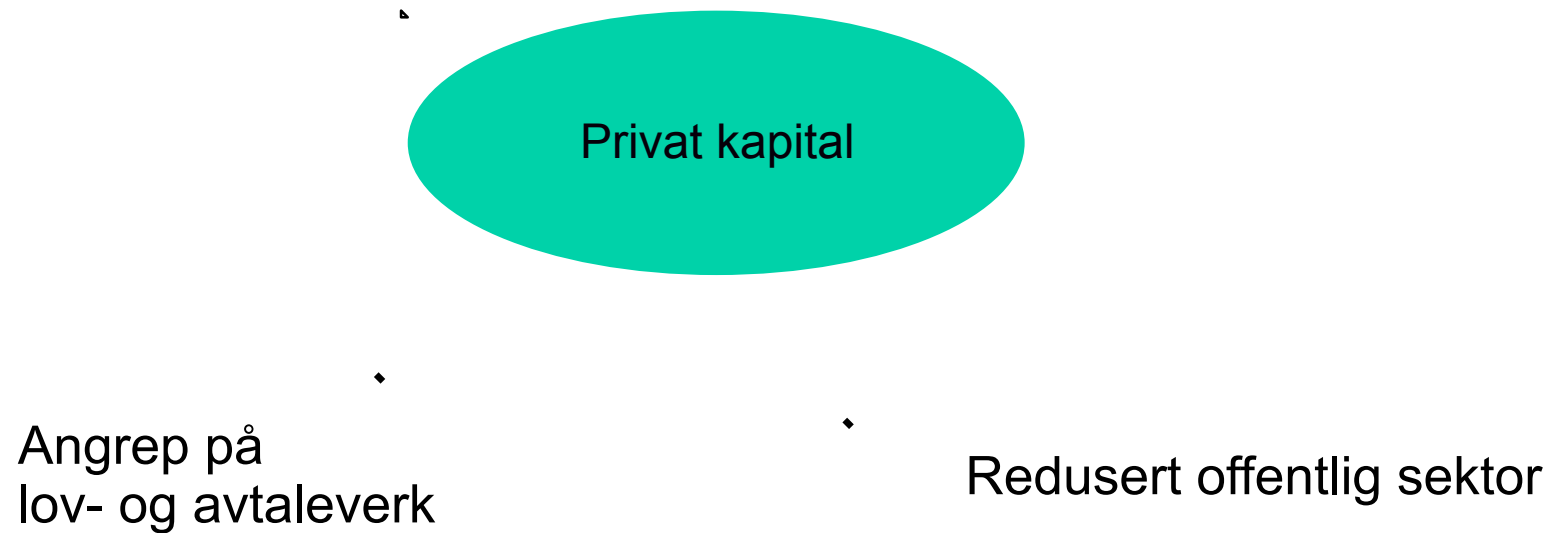 Privat kapital
Angrep på
lov- og avtaleverk
Redusert offentlig sektor